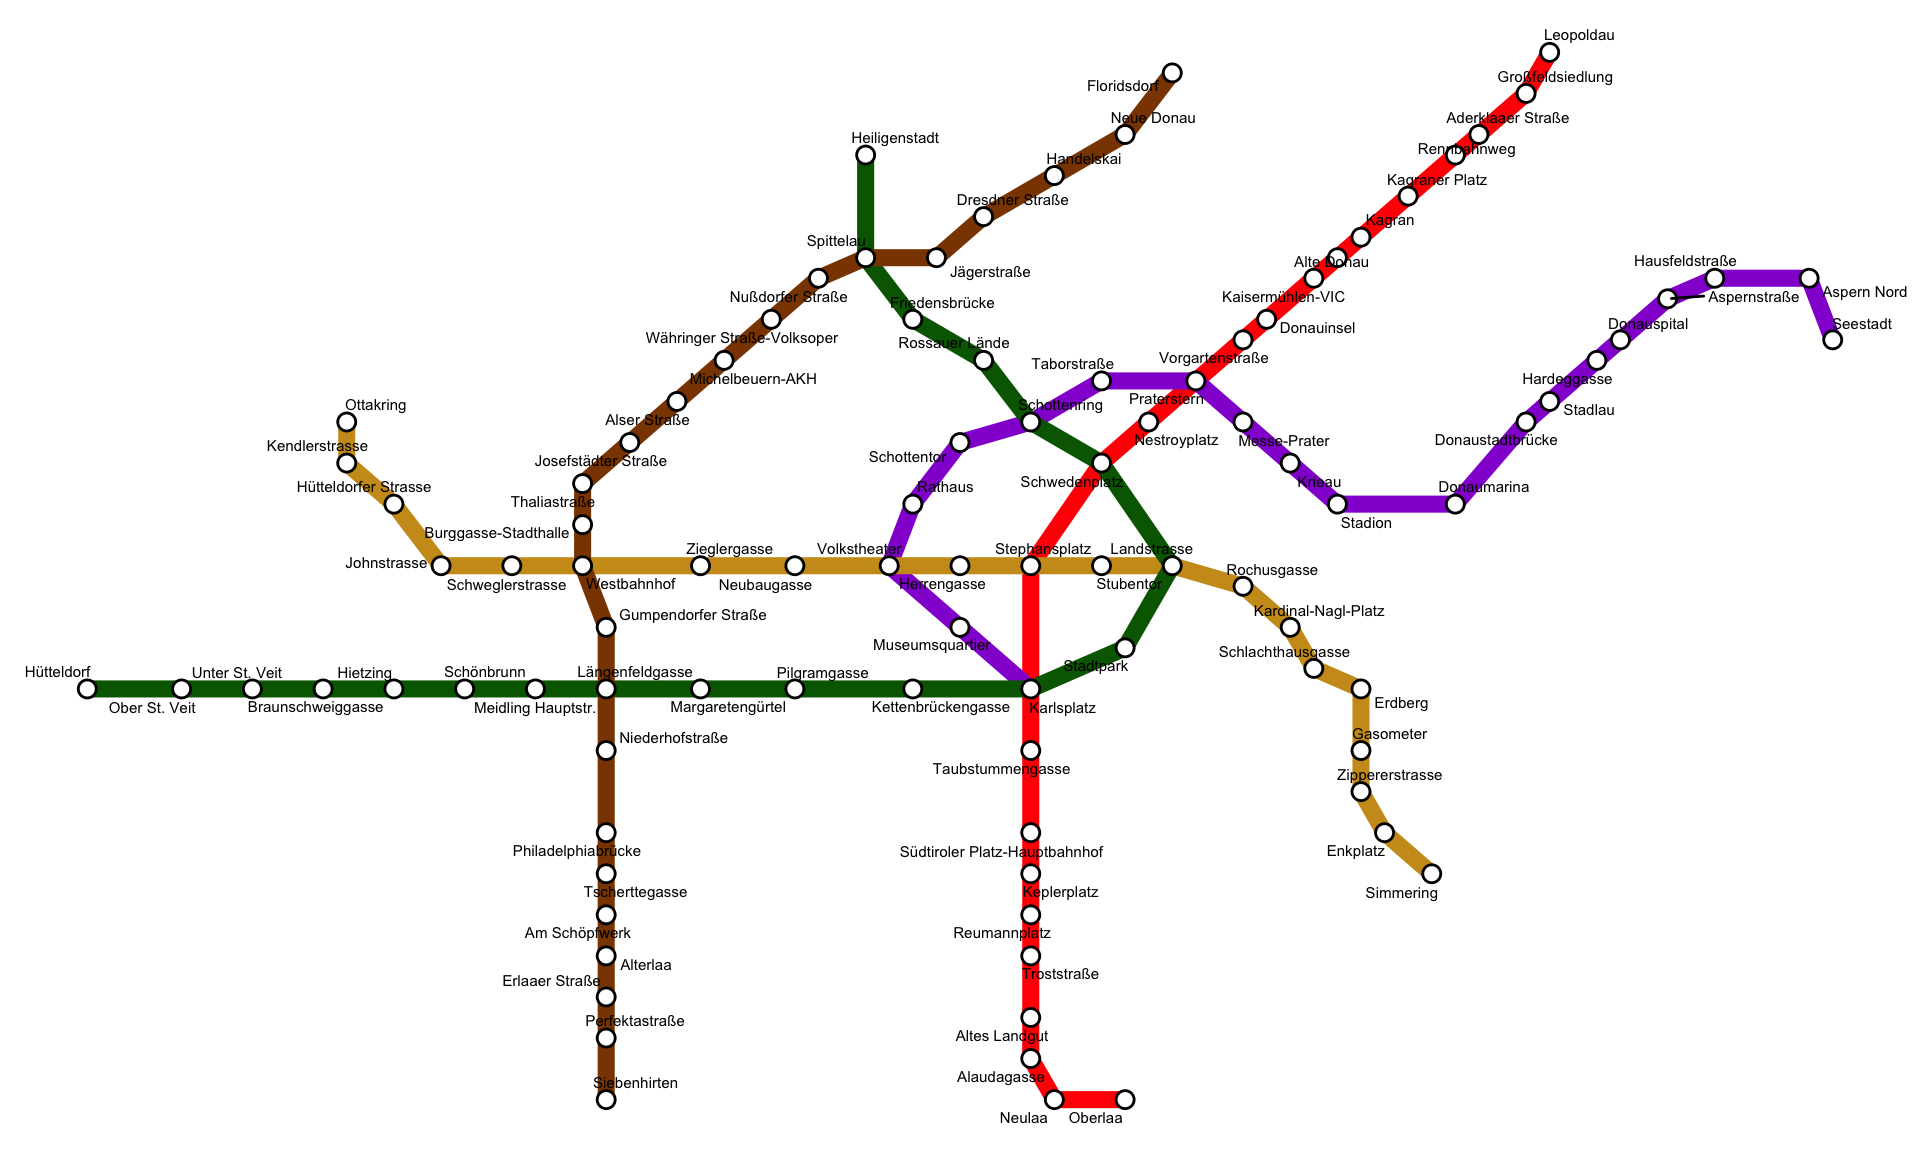 Leopoldau
Großfeldsiedlung
Floridsdorf
Neue Donau
Aderklaaer Straße
Heiligenstadt
Rennbahnweg
Handelskai
Kagraner Platz
Dresdner Straße
Kagran
Spittelau
Alte Donau
Hausfeldstraße
Jägerstraße
Aspern Nord
Nußdorfer Straße
Friedensbrücke
Kaisermühlen-VIC
Aspernstraße
Donauinsel
Donauspital
Seestadt
Währinger Straße-Volksoper
Rossauer Lände
Vorgartenstraße
Taborstraße
Michelbeuern-AKH
Hardeggasse
Praterstern
Ottakring
Schottenring
Stadlau
Alser Straße
Nestroyplatz
Messe-Prater
Donaustadtbrücke
Kendlerstrasse
Josefstädter Straße
Schottentor
Schwedenplatz
Krieau
Hütteldorfer Strasse
Rathaus
Donaumarina
Thaliastraße
Stadion
Burggasse-Stadthalle
Zieglergasse
Volkstheater
Stephansplatz
Landstrasse
Johnstrasse
Rochusgasse
Schweglerstrasse
Westbahnhof
Neubaugasse
Herrengasse
Stubentor
Gumpendorfer Straße
Kardinal-Nagl-Platz
Museumsquartier
Schlachthausgasse
Stadtpark
Hütteldorf
Unter St. Veit
Hietzing
Schönbrunn
Längenfeldgasse
Pilgramgasse
Ober St. Veit
Braunschweiggasse
Meidling Hauptstr.
Margaretengürtel
Kettenbrückengasse
Karlsplatz
Erdberg
Niederhofstraße
Gasometer
Taubstummengasse
Zippererstrasse
Philadelphiabrücke
Südtiroler Platz-Hauptbahnhof
Enkplatz
Tscherttegasse
Keplerplatz
Simmering
Am Schöpfwerk
Reumannplatz
Alterlaa
Erlaaer Straße
Troststraße
Perfektastraße
Altes Landgut
Siebenhirten
Alaudagasse
Neulaa
Oberlaa